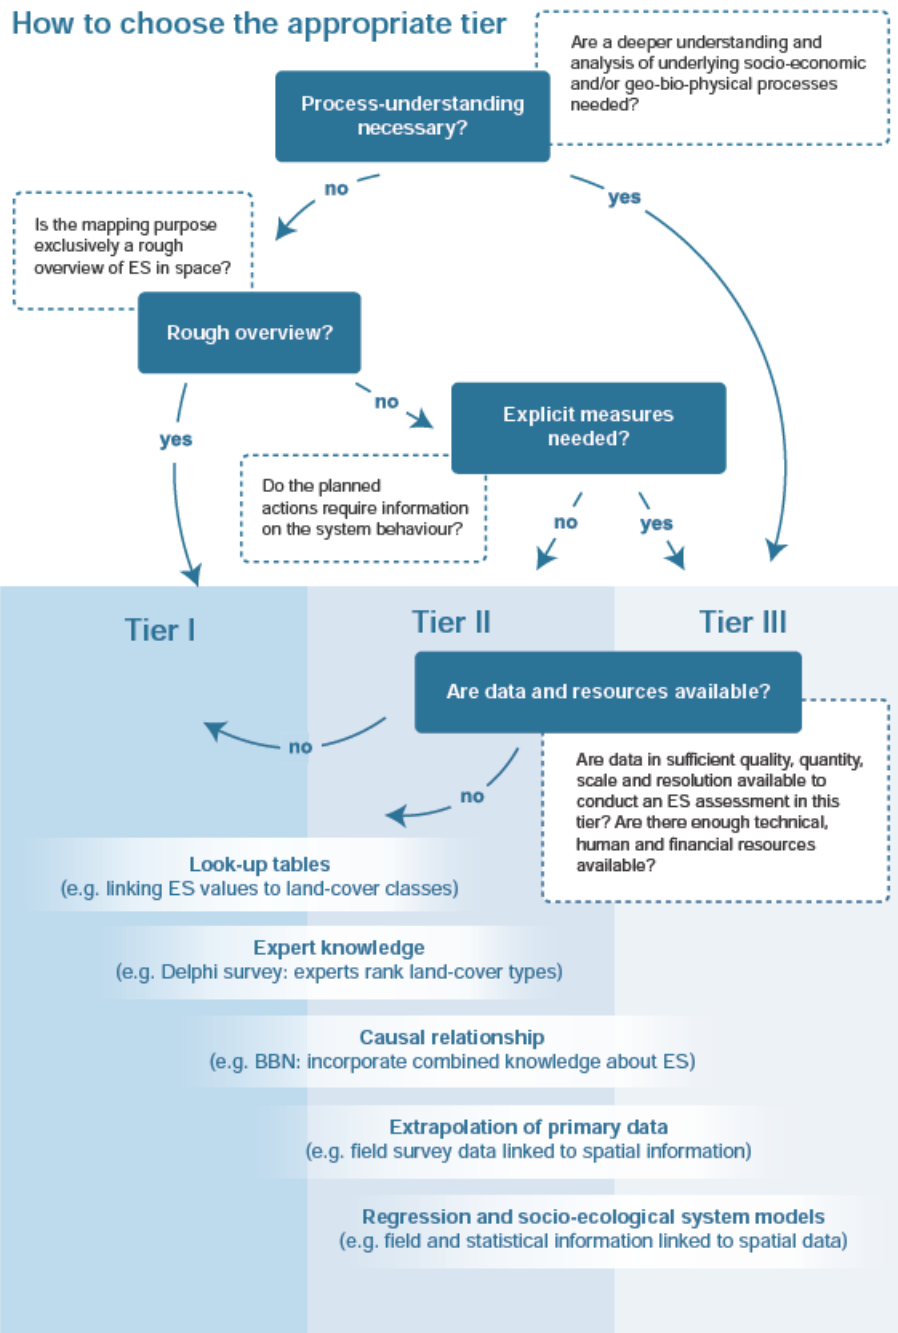 How to choose the appropriate tier
Are a deeper understanding and
analysis of underlying socio-economic
and/or geo-bio-physical processes
needed?
Process-understanding
necessary?
no
yes
Is the mapping purpose
exclusively a rough
overview of ES in space?
Rough overview?
no
yes
Explicit measures
needed?
Do the planned
actions require information
on the system behaviour?
no
yes
Tier I
Tier II
Tier III
Are data and resources available?
no
no
Are data in sufficient quality, quantity,
scale and resolution available to
conduct an ES assessment in this
tier? Are there enough technical,
human and financial resources
available?
Look-up tables
(e.g. linking ES values to land-cover classes)
Expert knowledge
(e.g. Delphi survey: experts rank land-cover types)
Causal relationship
(e.g. BBN: incorporate combined knowledge about ES)
Extrapolation of primary data
(e.g. field survey data linked to spatial information)
Regression and socio-ecological system models
(e.g. field and statistical information linked to spatial data)